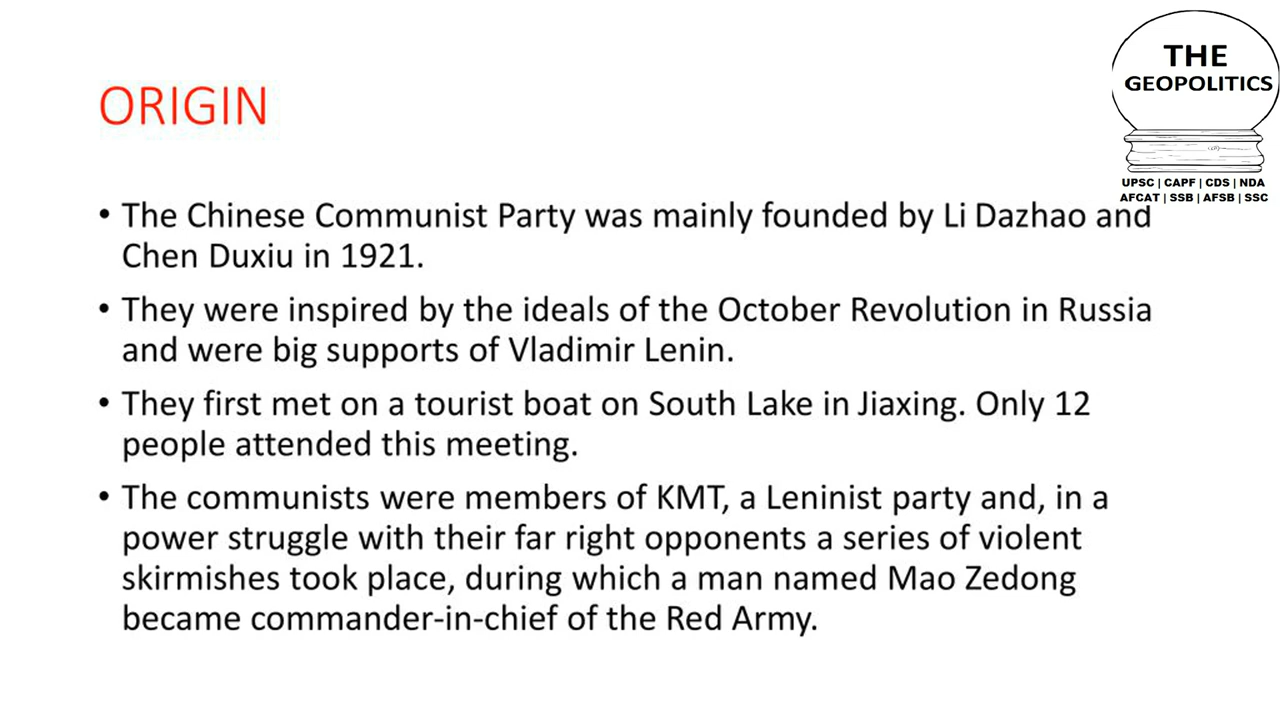 THE
GEOPOLITICS
UPSC | CAPF | CDS | NDA
AFCAT | SSB | AFSB | SSC
ORIGIN
• The Chinese Communist Party was mainly founded by Li Dazhao and
Chen Duxiu in 1921.
• They were inspired by the ideals of the October Revolution in Russia
and were big supports of Vladimir Lenin.
• They first met on a tourist boat on South Lake in Jiaxing. Only 12
people attended this meeting.
• The communists were members of KMT, a Leninist party and, in a
power struggle with their far right opponents a series of violent
skirmishes took place, during which a man named Mao Zedong
became commander-in-chief of the Red Army.